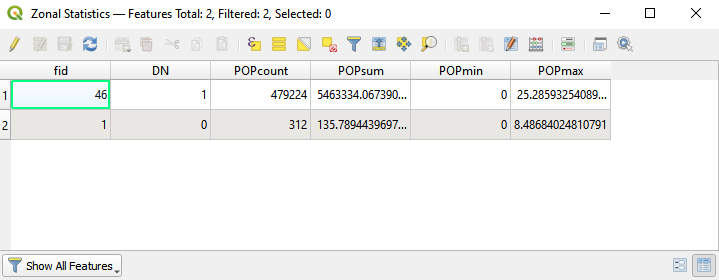 Zonal Statistics — Features Total: 2, Filtered: 2, Selected: 0
fid DN POPcount POPsum POPmin POPmax
1 46 1 479224 5463334.067390... 0 25.28593254089...
2 1 0 312 135.7894439697... 0 8.48684024810791
Show All Features